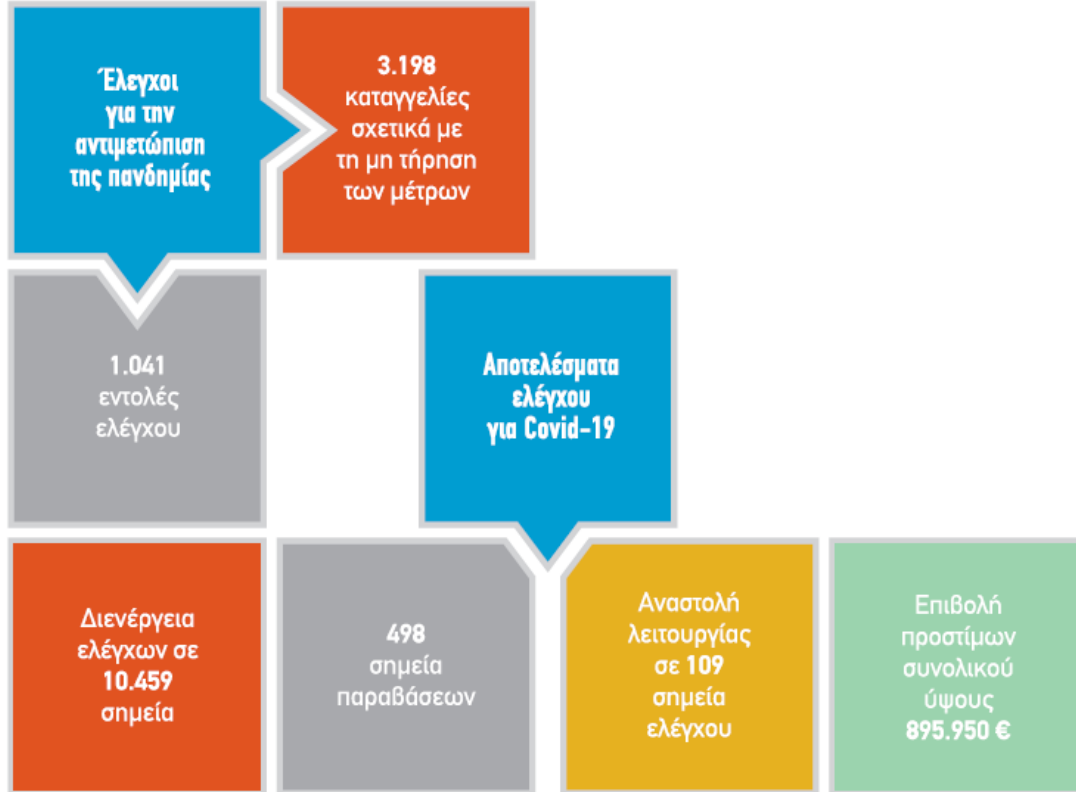 Έλεγχοι
για την
αντιμετώπιση
της πανδημίας
3.198
καταγγελίες
σχετικά με
τη μη τήρηση
των μέτρων
1.041
εντολές
ελέγχου
Αποτελέσματα
ελέγχου
για Covid-19
Διενέργεια
ελέγχων σε
10.459
σημεία
498
σημεία
παραβάσεων
Αναστολή
λειτουργίας
σε 109
σημεία
ελέγχου
Επιβολή
προστίμων
συνολικού
ύψους
895.950 €